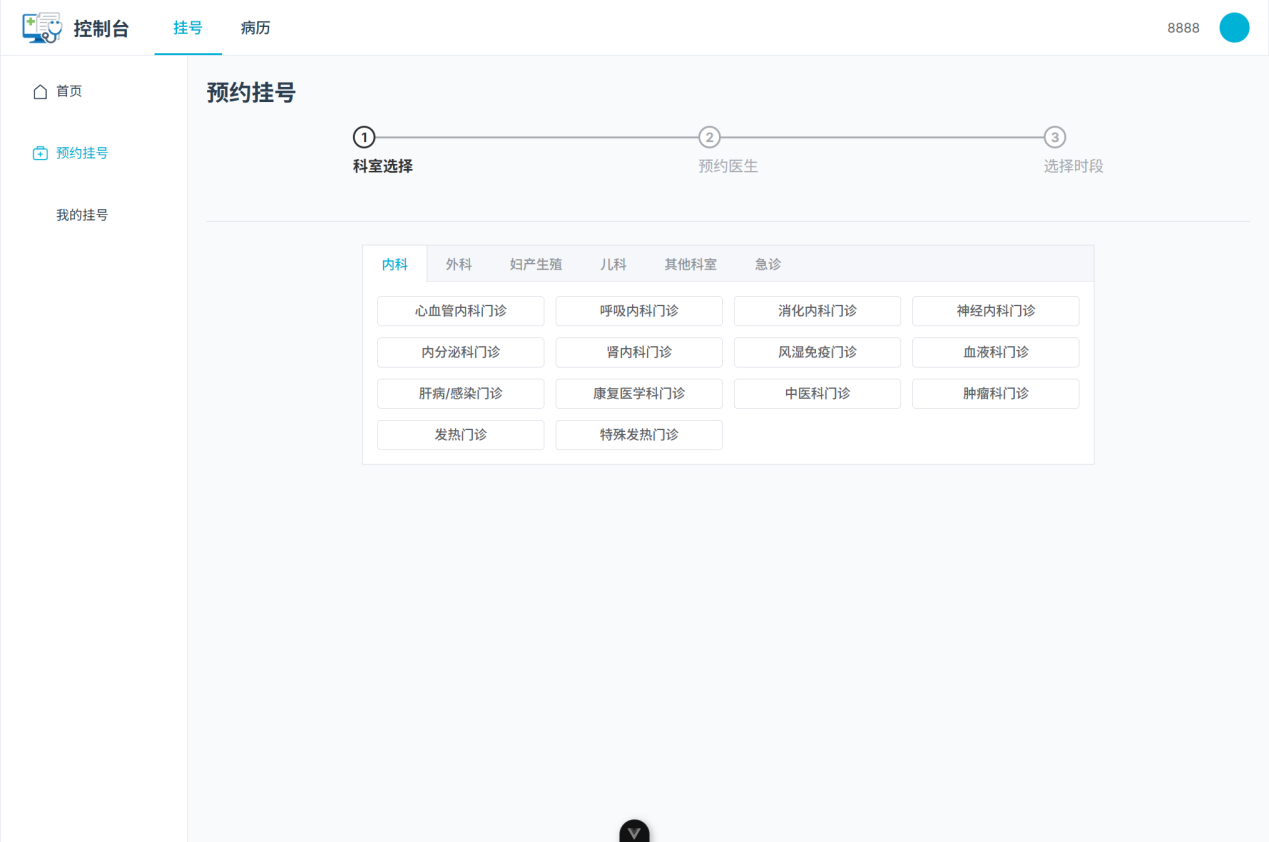 控制台
挂号
病历
8888
首页
预约挂号
我的挂号
预约挂号
1
2
3
科室选择
预约医生
选择时段
内科
外科
妇产生殖
儿科
其他科室
急诊
心血管内科门诊
呼吸内科门诊
消化内科门诊
神经内科门诊
内分泌科门诊
肾内科门诊
风湿免疫门诊
血液科门诊
肝病/感染门诊
康复医学科门诊
中医科门诊
肿瘤科门诊
发热门诊
特殊发热门诊